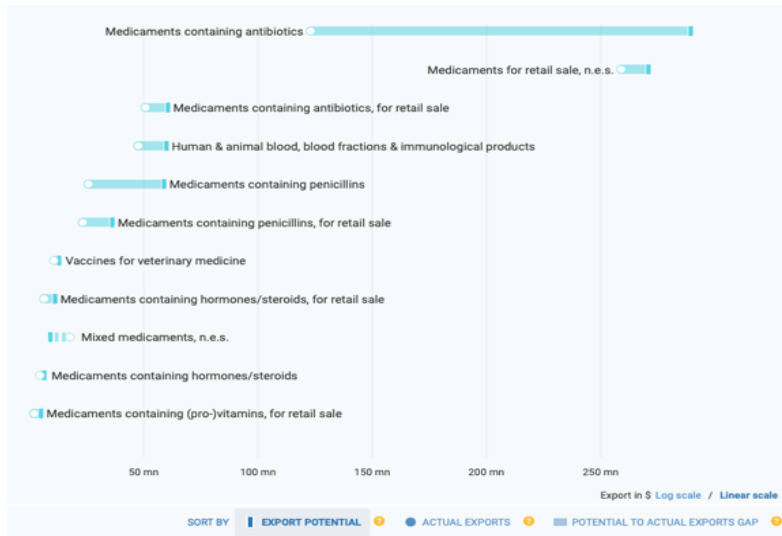 Medicaments containing antibiotics
Medicaments for retail sale, n.e.s.
Medicaments containing antibiotics, for retail sale
Human & animal blood, blood fractions & immunological products
Medicaments containing penicillins
Medicaments containing penicillins, for retail sale
Vaccines for veterinary medicine
Medicaments containing hormones/steroids, for retail sale
Mixed medicaments, n.e.s.
Medicaments containing hormones/steroids
Medicaments containing (pro-)vitamins, for retail sale
50 mn 100 mn 150 mn 200 mn 250 mn
Export in $ Log scale / Linear scale
SORT BY EXPORT POTENTIAL ? ACTUAL EXPORTS ? POTENTIAL TO ACTUAL EXPORTS GAP ?